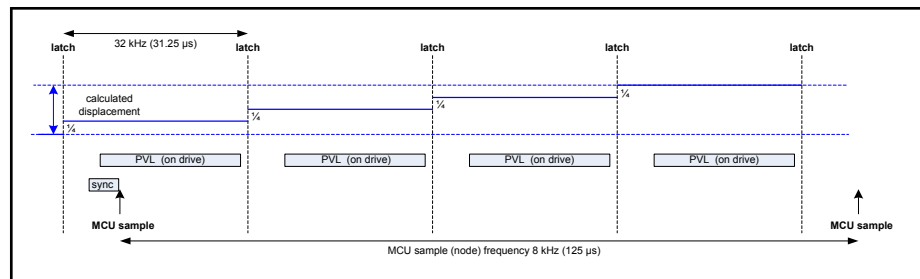 32 kHz (31.25 µs)
latch
latch
latch
latch
latch
calculated
displacement
¼
¼
¼
¼
PVL (on drive)
PVL (on drive)
PVL (on drive)
PVL (on drive)
sync
MCU sample
MCU sample
MCU sample (node) frequency 8 kHz (125 µs)